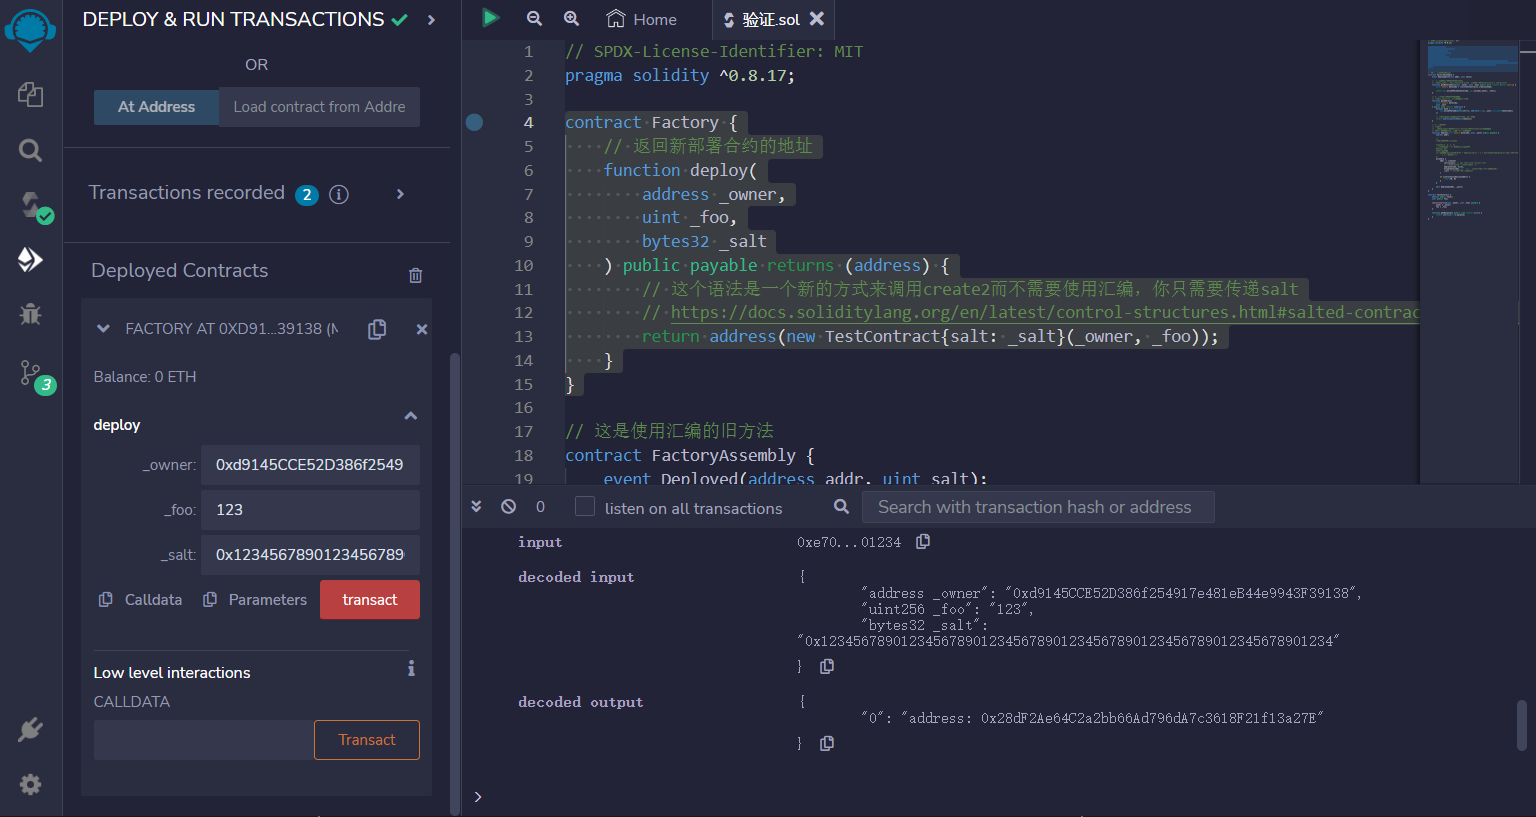 DEPLOY & RUN TRANSACTIONS
OR
At Address
Load contract from Addre
Transactions recorded 2
Deployed Contracts
FACTORY AT 0XD91...39138 (M
Balance: 0 ETH
deploy
_owner: 0xd9145CCE52D386f2549
_foo: 123
_salt: 0x1234567890123456789
Calldata
Parameters
transact
Low level interactions
CALLDATA
Transact
3
Home
验证.sol
1 // SPDX-License-Identifier: MIT
2 pragma solidity ^0.8.17;
3
4 contract Factory {
5 // 返回新部署合约的地址
6 function deploy(
7 address _owner,
8 uint _foo,
9 bytes32 _salt
10 ) public payable returns (address) {
11 // 这个语法是一个新的方式来调用create2而不需要使用汇编，你只需要传递salt
12 // https://docs.soliditylang.org/en/latest/control-structures.html#salted-contrac
13 return address(new TestContract{salt: _salt}(_owner, _foo));
14 }
15 }
16
17 // 这是使用汇编的旧方法
18 contract FactoryAssembly {
19 event Deployed(address addr, uint salt);
0
listen on all transactions
Search with transaction hash or address
input 0xe70...01234
decoded input {
"address _owner": "0xd9145CCE52D386f254917e481eB44e9943F39138",
"uint256 _foo": "123",
"bytes32 _salt":
"0x1234567890123456789012345678901234567890123456789012345678901234"
}
decoded output {
"0": "address: 0x28dF2Ae64C2a2bb66Ad796dA7c3618F21f13a27E"
}
>